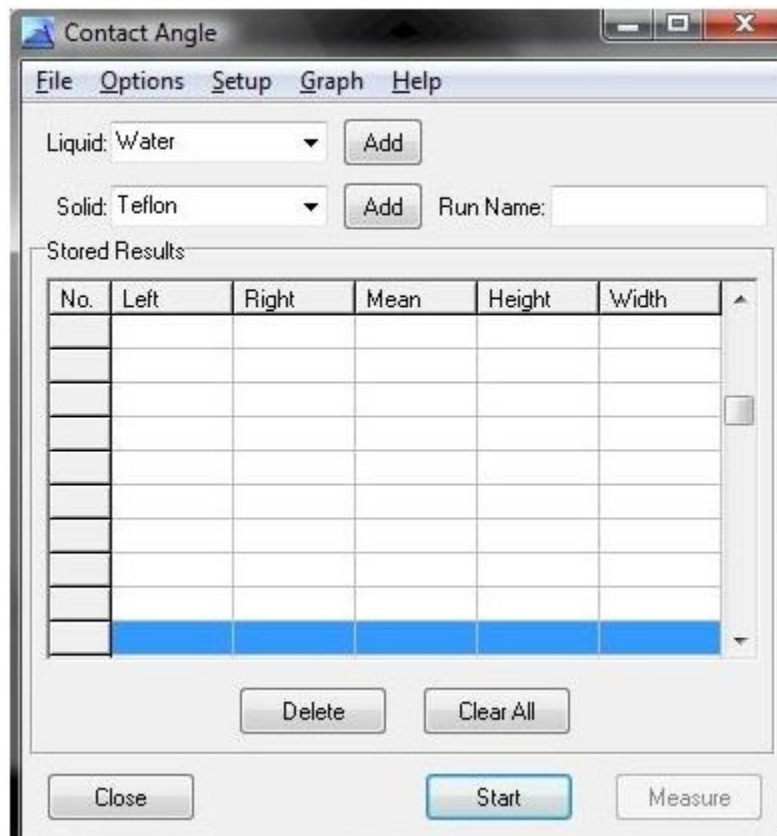 Contact Angle
File Options Setup Graph Help
Liquid: Water Add
Solid: Teflon Add Run Name:
Stored Results
No. Left Right Mean Height Width
Delete Clear All
Close Start Measure